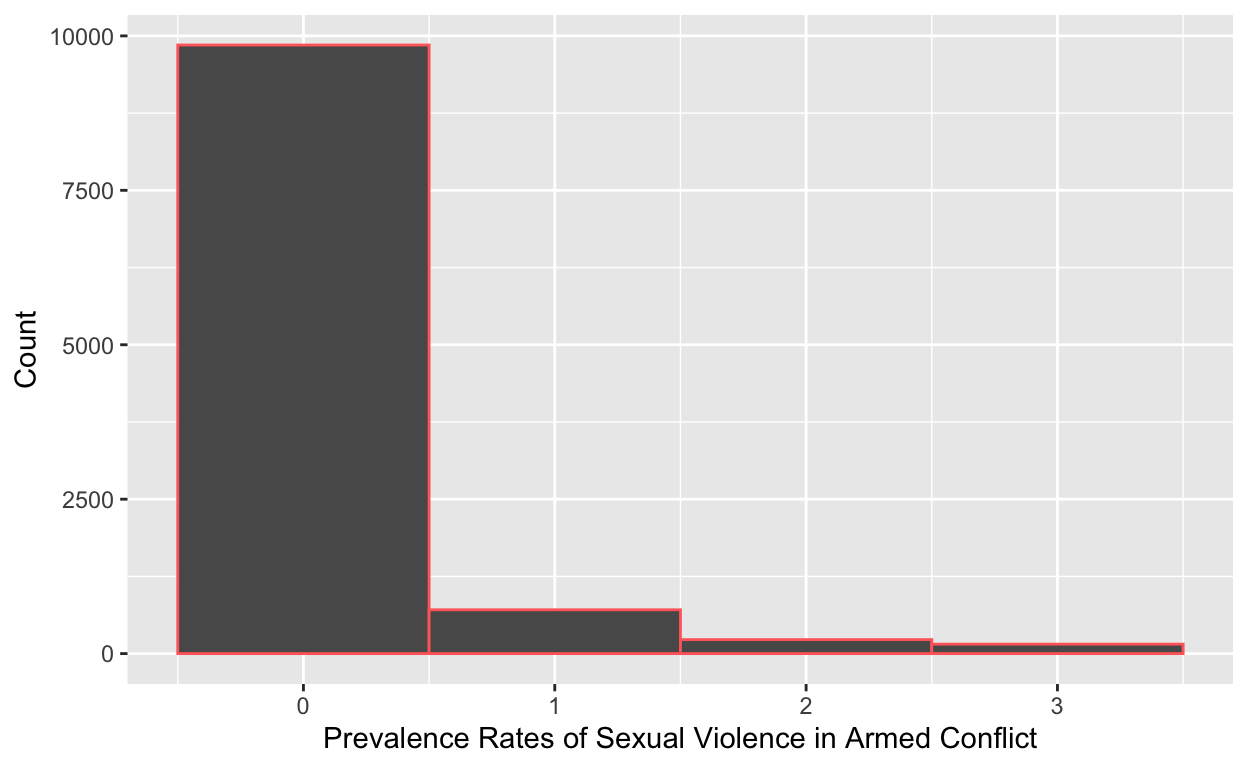 10000
7500
5000
2500
0
Count
0 1 2 3
Prevalence Rates of Sexual Violence in Armed Conflict